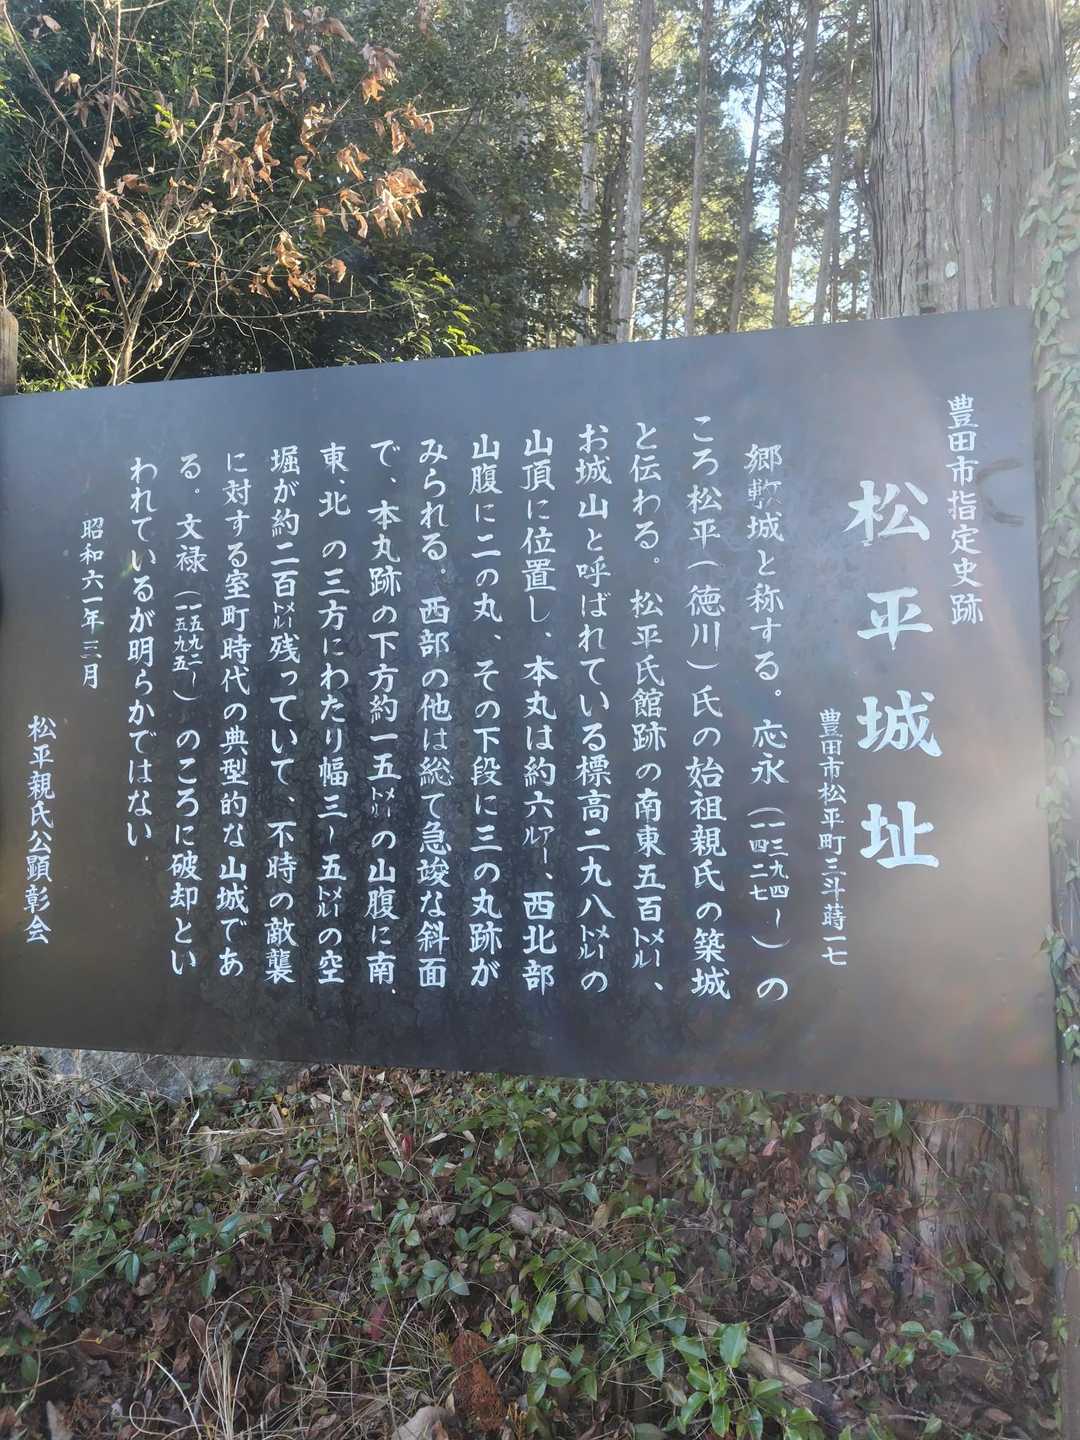 豊田市指定史跡
松平城址
豊田市松平町三斗蒔一七
郷敷城と称する。応永(一三九四~一四二七)の
ころ松平(徳川)氏の始祖親氏の築城
と伝わる。松平氏館跡の南東五百メートル、
お城山と呼ばれている標高二九八メートルの
山頂に位置し、本丸は約六アール、西北部
山腹に二の丸、その下段に三の丸跡が
みられる。西部の他は総て急竣な斜面
で、本丸跡の下方約一五メートルの山腹に南、
東、北の三方にわたり幅三~五メートルの空
堀が約二百メートル残っていて、不時の敵襲
に対する室町時代の典型的な山城であ
る。文禄(一五九二~一五九五)のころに破却とい
われているが明らかではない
昭和六一年三月
松平親氏公顕彰会